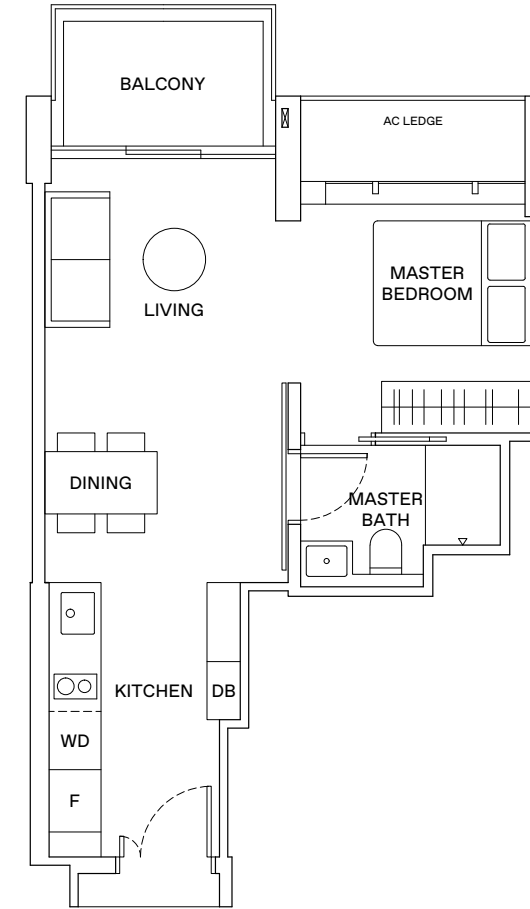 BALCONY
AC LEDGE
MASTER
BEDROOM
LIVING
DINING
MASTER
BATH
KITCHEN
DB
WD
F